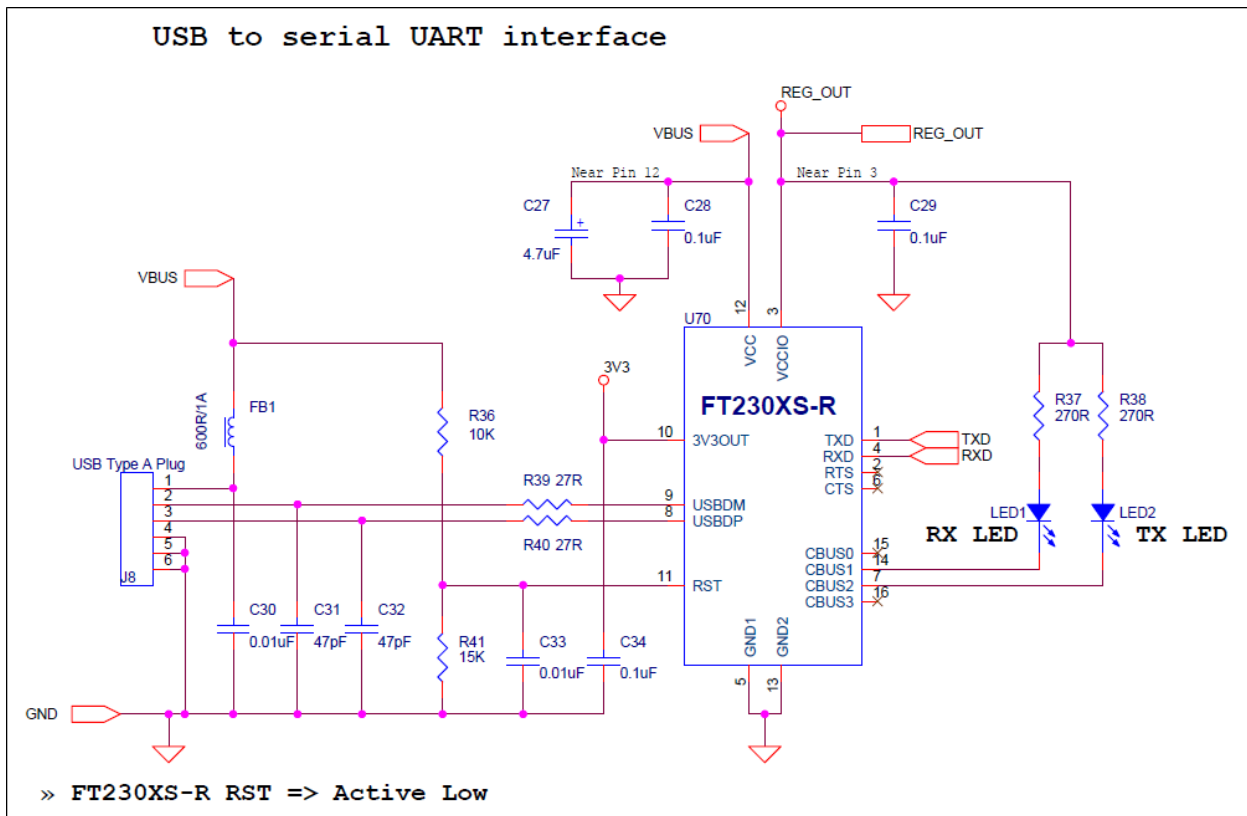 USB to serial UART interface
REG_OUT
VBUS
REG_OUT
Near Pin 12
Near Pin 3
C27
+
4.7uF
C28
0.1uF
C29
0.1uF
VBUS
12
3
U70
VCC
VCCIO
3V3
FT230XS-R
600R/1A
FB1
R36
10K
R37
270R
R38
270R
10
3V3OUT
TXD
1
TXD
RXD
4
RXD
RTS
2
CTS
6
USB Type A Plug
1
2
3
4
5
6
J8
R39 27R
9
USBDM
8
USBDP
R40 27R
LED1
RX LED
LED2
TX LED
CBUS0
15
CBUS1
14
CBUS2
7
CBUS3
16
11
RST
C30
0.01uF
C31
47pF
C32
47pF
R41
15K
C33
0.01uF
C34
0.1uF
GND1
GND2
5
13
GND
» FT230XS-R RST => Active Low